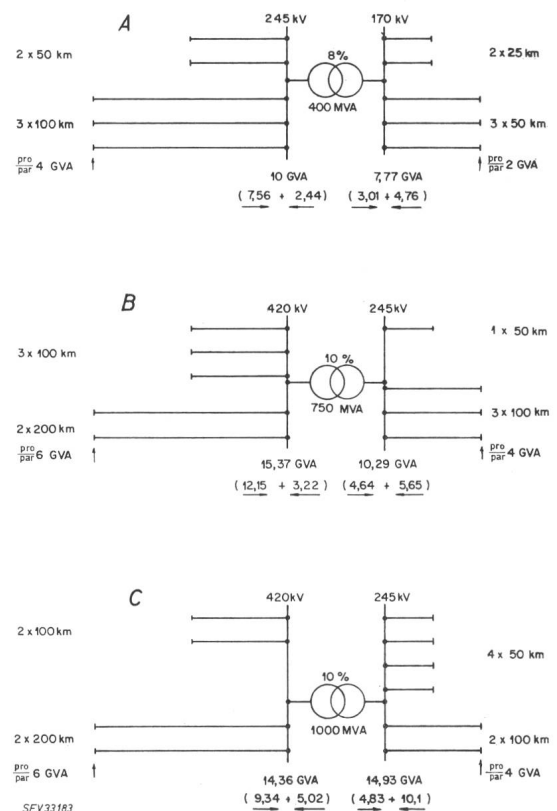 A
245 kV
170 kV
2 x 50 km
8 %
2 x 25 km
400 MVA
3 x 100 km
3 x 50 km
pro
par 4 GVA
pro
par 2 GVA
10 GVA
7,77 GVA
( 7,56 + 2,44 )
( 3,01 + 4,76 )
B
420 kV
245 kV
3 x 100 km
1 x 50 km
10 %
750 MVA
2 x 200 km
3 x 100 km
pro
par 6 GVA
pro
par 4 GVA
15,37 GVA
10,29 GVA
( 12,15 + 3,22 )
( 4,64 + 5,65 )
C
420 kV
245 kV
2 x 100 km
4 x 50 km
10 %
1000 MVA
2 x 200 km
2 x 100 km
pro
par 6 GVA
pro
par 4 GVA
14,36 GVA
14,93 GVA
( 9,34 + 5,02 )
( 4,83 + 10,1 )
SEV33183